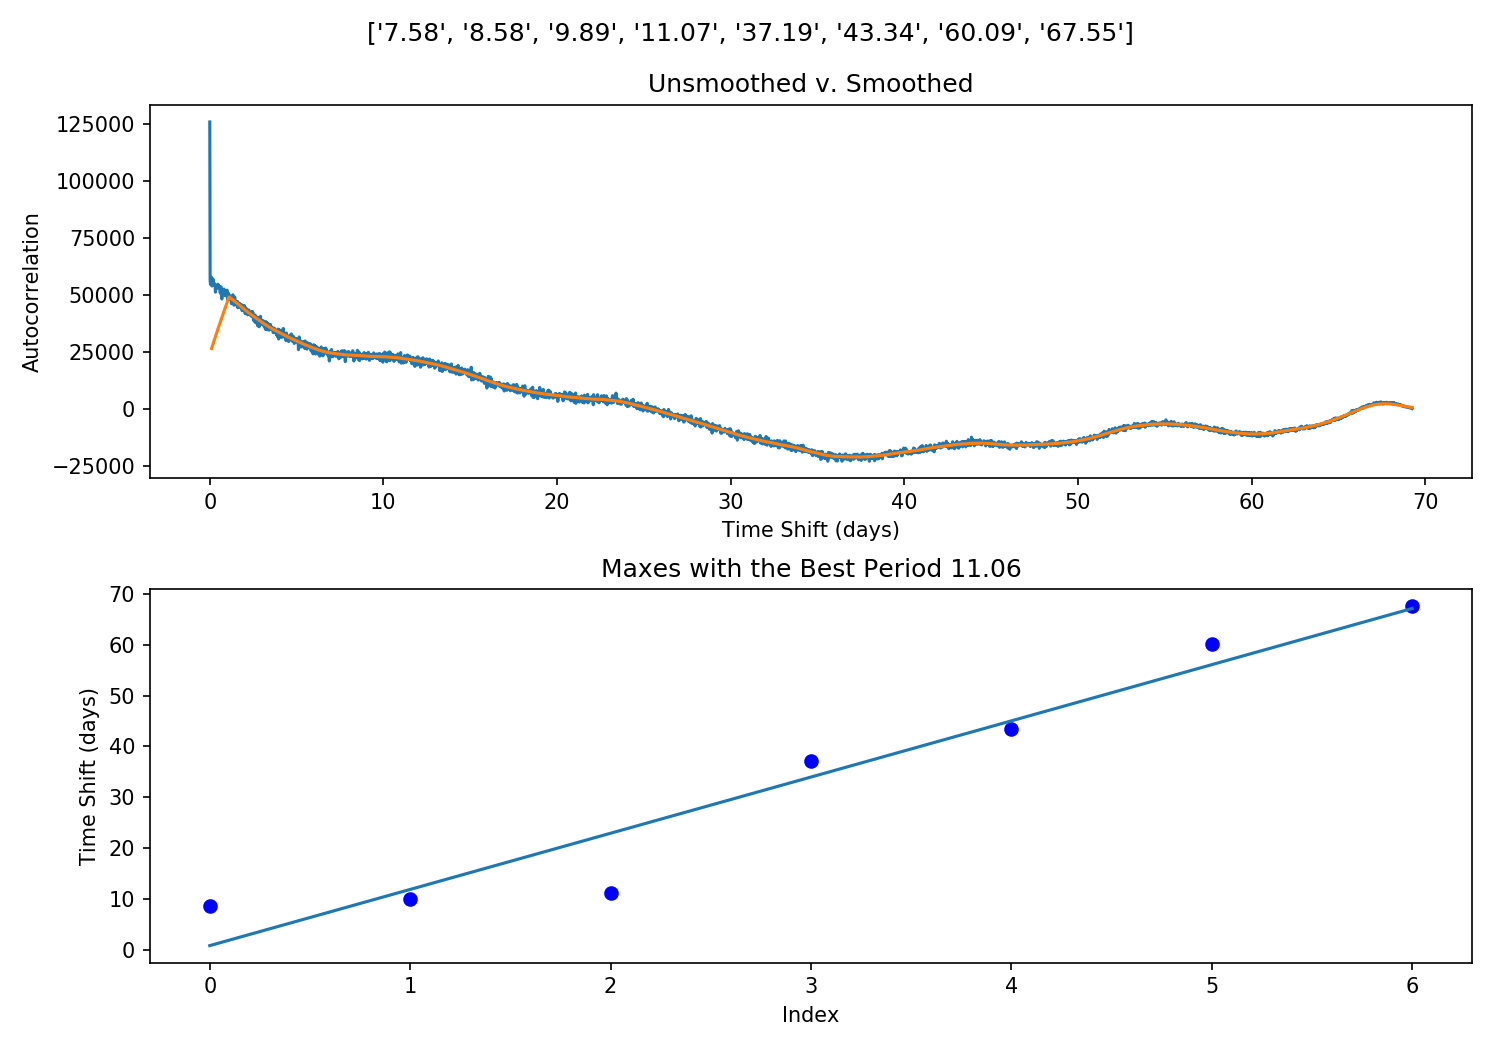 ['7.58', '8.58', '9.89', '11.07', '37.19', '43.34', '60.09', '67.55']
Unsmoothed v. Smoothed
125000
100000
75000
50000
25000
0
−25000
Autocorrelation
0 10 20 30 40 50 60 70
Time Shift (days)
Maxes with the Best Period 11.06
70
60
50
40
30
20
10
0
Time Shift (days)
0 1 2 3 4 5 6
Index